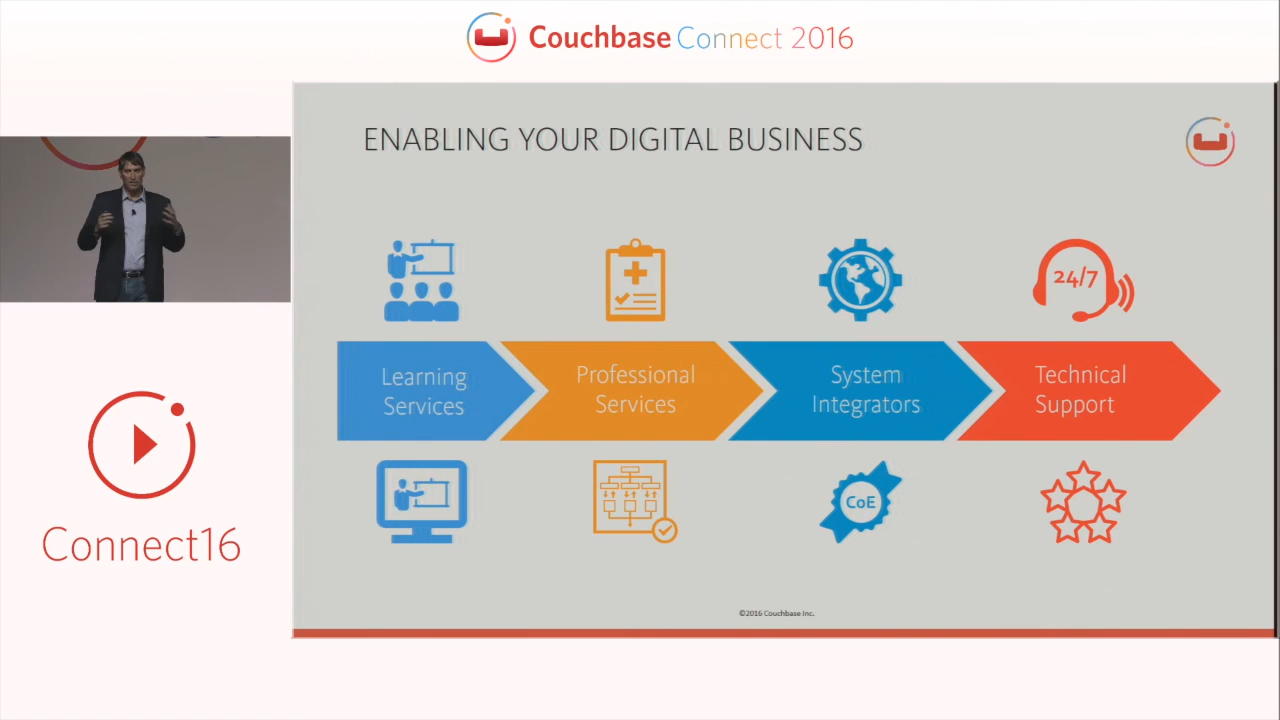 Couchbase Connect 2016
ENABLING YOUR DIGITAL BUSINESS
24/7
Learning
Services
Professional
Services
System
Integrators
Technical
Support
CoE
Connect16
©2016 Couchbase Inc.